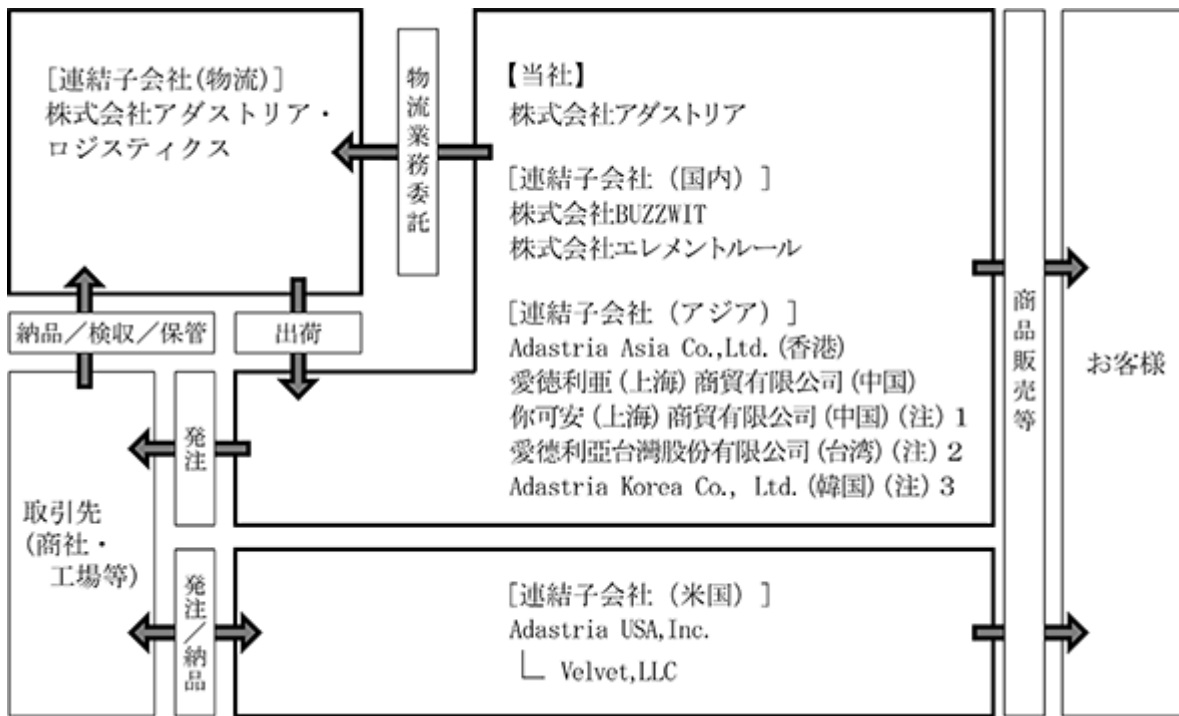 [連結子会社(物流)]
株式会社アダストリア・
ロジスティクス
物流業務委託
【当社】
株式会社アダストリア
[連結子会社（国内）]
株式会社BUZZWIT
株式会社エレメントルール
[連結子会社（アジア）]
Adastria Asia Co.,Ltd.(香港)
愛徳利亜(上海)商貿有限公司(中国)
你可安(上海)商貿有限公司(中国)(注)1
愛德利亞台灣股份有限公司(台湾)(注)2
Adastria Korea Co., Ltd.(韓国)(注)3
納品／検収／保管
出荷
発注
取引先
(商社・
工場等)
発注／納品
[連結子会社（米国）]
Adastria USA,Inc.
Velvet,LLC
商品販売等
お客様